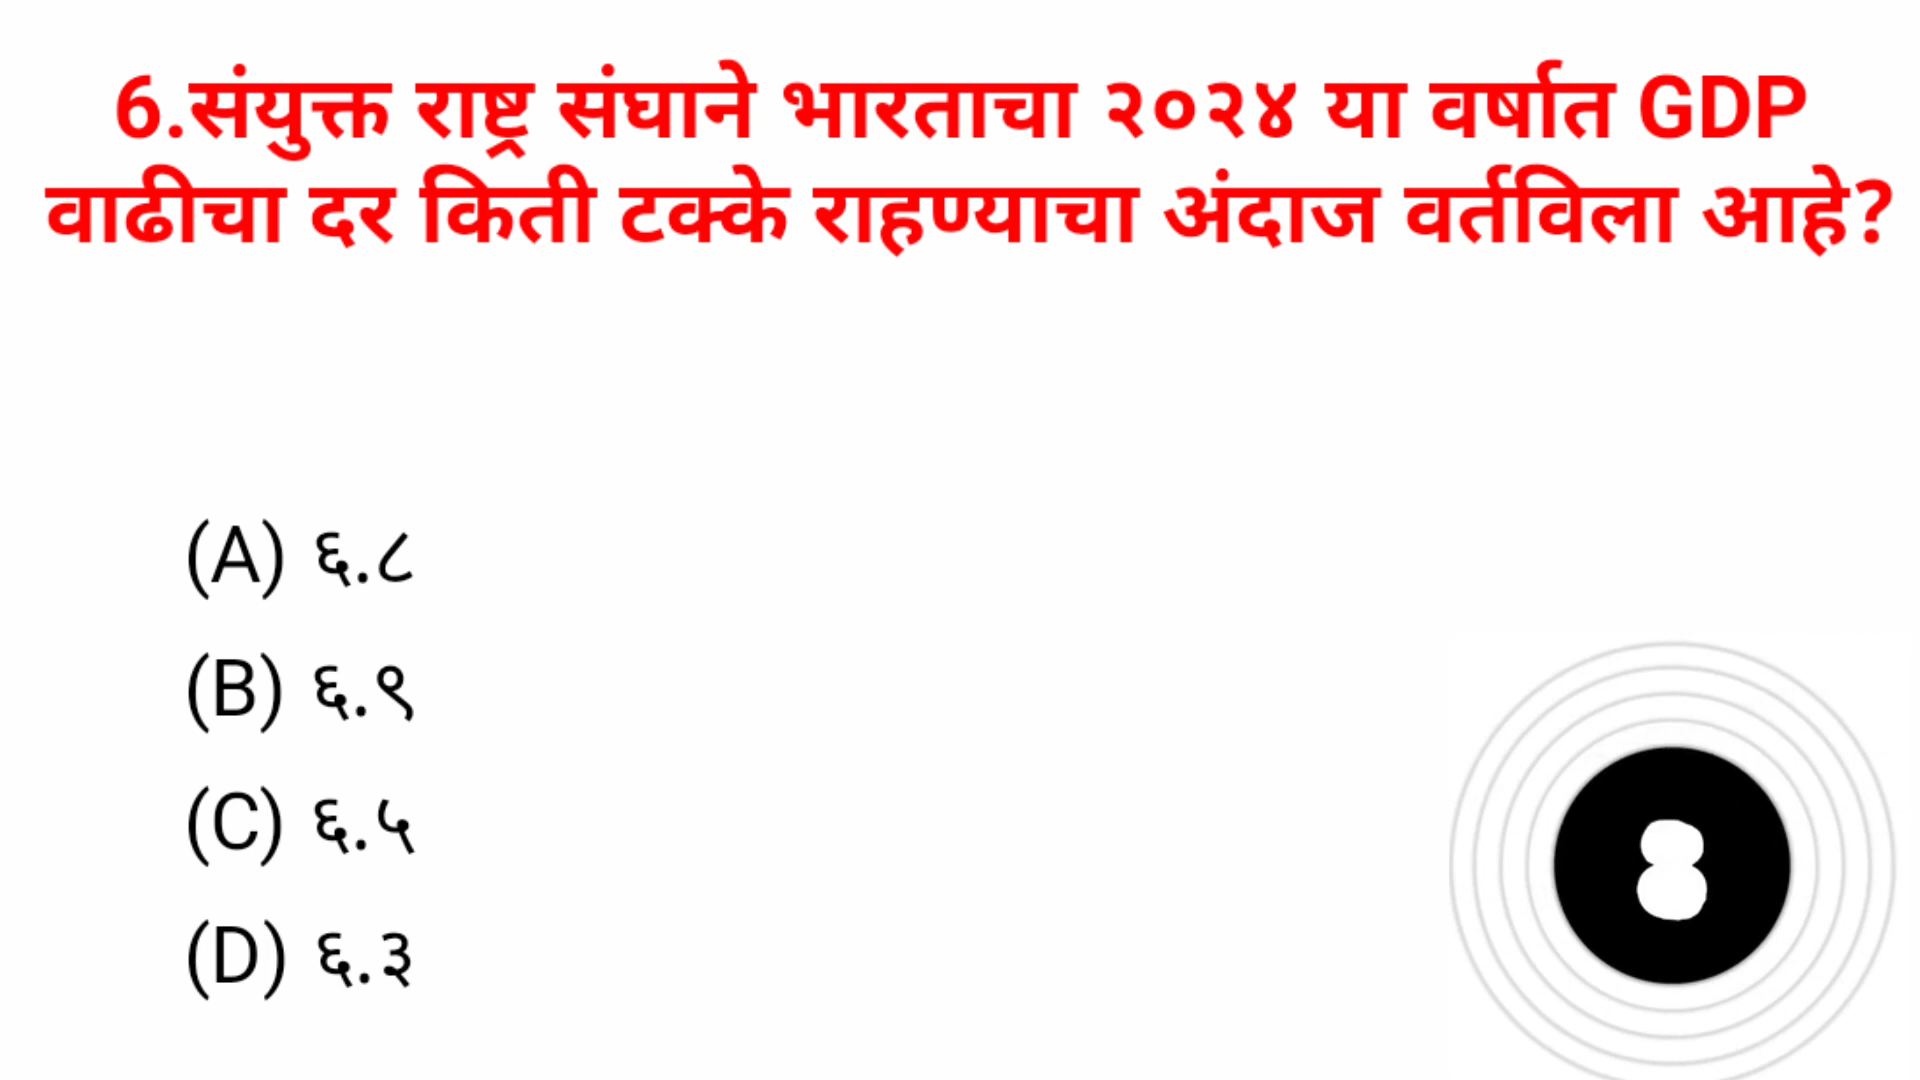 6.संयुक्त राष्ट्र संघाने भारताचा २०२४ या वर्षात GDP
वाढीचा दर किती टक्के राहण्याचा अंदाज वर्तविला आहे?
(A) ६.८
(B) ६.९
(C) ६.५
(D) ६.३
8